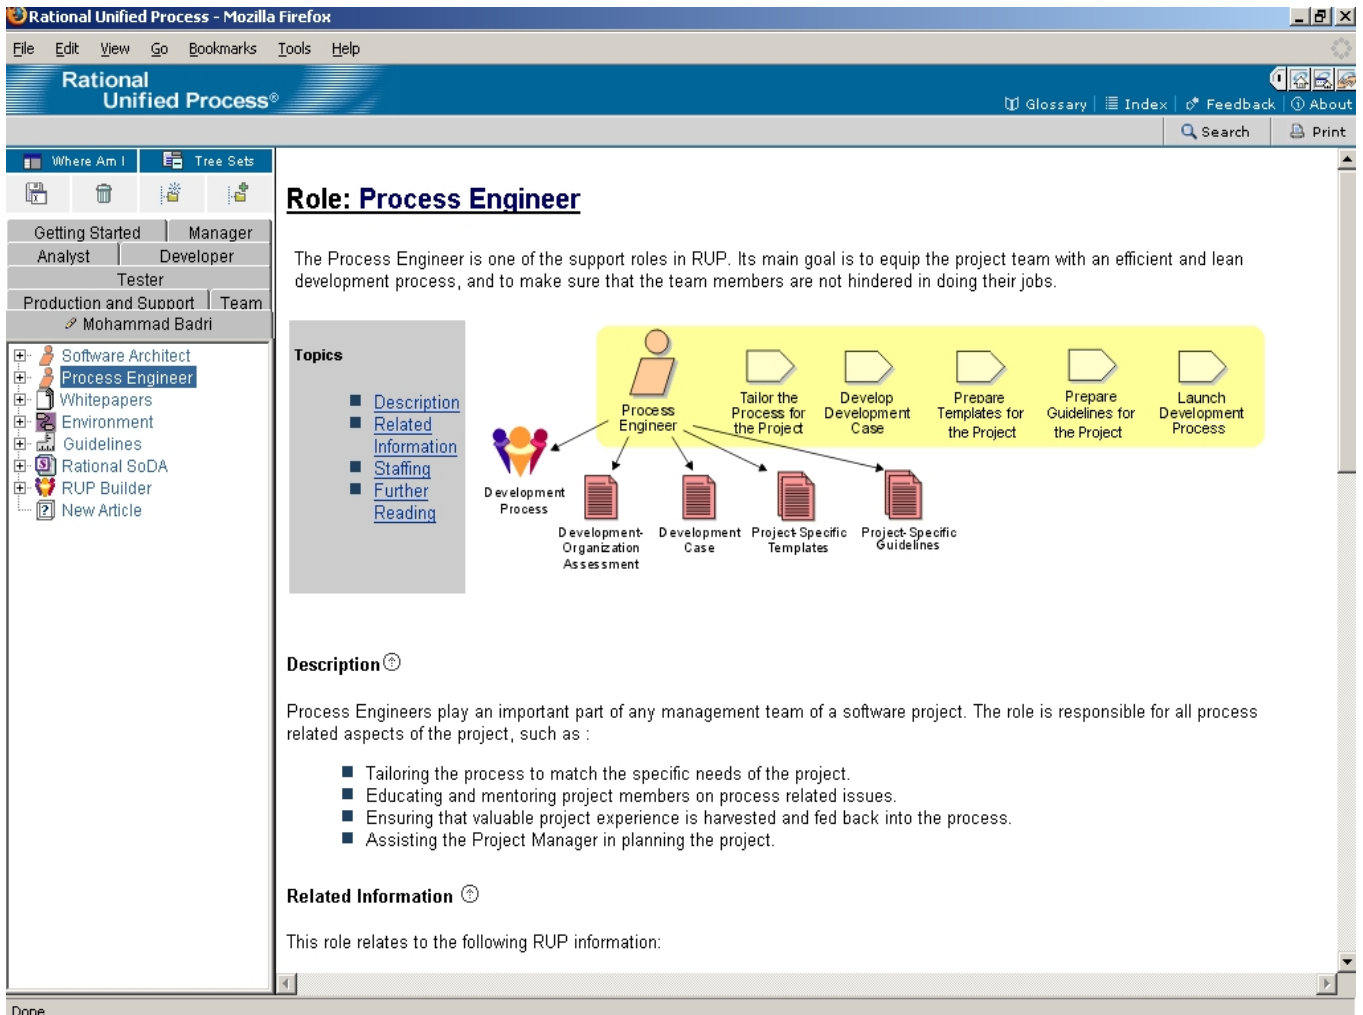 Rational Unified Process - Mozilla Firefox
File Edit View Go Bookmarks Tools Help
Rational
Unified Process®
Glossary | Index | Feedback | About
Search Print
Where Am I Tree Sets
Getting Started Manager
Analyst Developer
Tester
Production and Support Team
Mohammad Badri
Software Architect
Process Engineer
Whitepapers
Environment
Guidelines
Rational SoDA
RUP Builder
New Article
Role: Process Engineer
The Process Engineer is one of the support roles in RUP. Its main goal is to equip the project team with an efficient and lean
development process, and to make sure that the team members are not hindered in doing their jobs.
Topics
Description
Related
Information
Staffing
Further
Reading
Process
Engineer
Tailor the
Process for
the Project
Develop
Development
Case
Prepare
Templates for
the Project
Prepare
Guidelines for
the Project
Launch
Development
Process
Development
Process
Development-
Organization
Assessment
Development
Case
Project-Specific
Templates
Project-Specific
Guidelines
Description
Process Engineers play an important part of any management team of a software project. The role is responsible for all process
related aspects of the project, such as :
Tailoring the process to match the specific needs of the project.
Educating and mentoring project members on process related issues.
Ensuring that valuable project experience is harvested and fed back into the process.
Assisting the Project Manager in planning the project.
Related Information
This role relates to the following RUP information:
Done